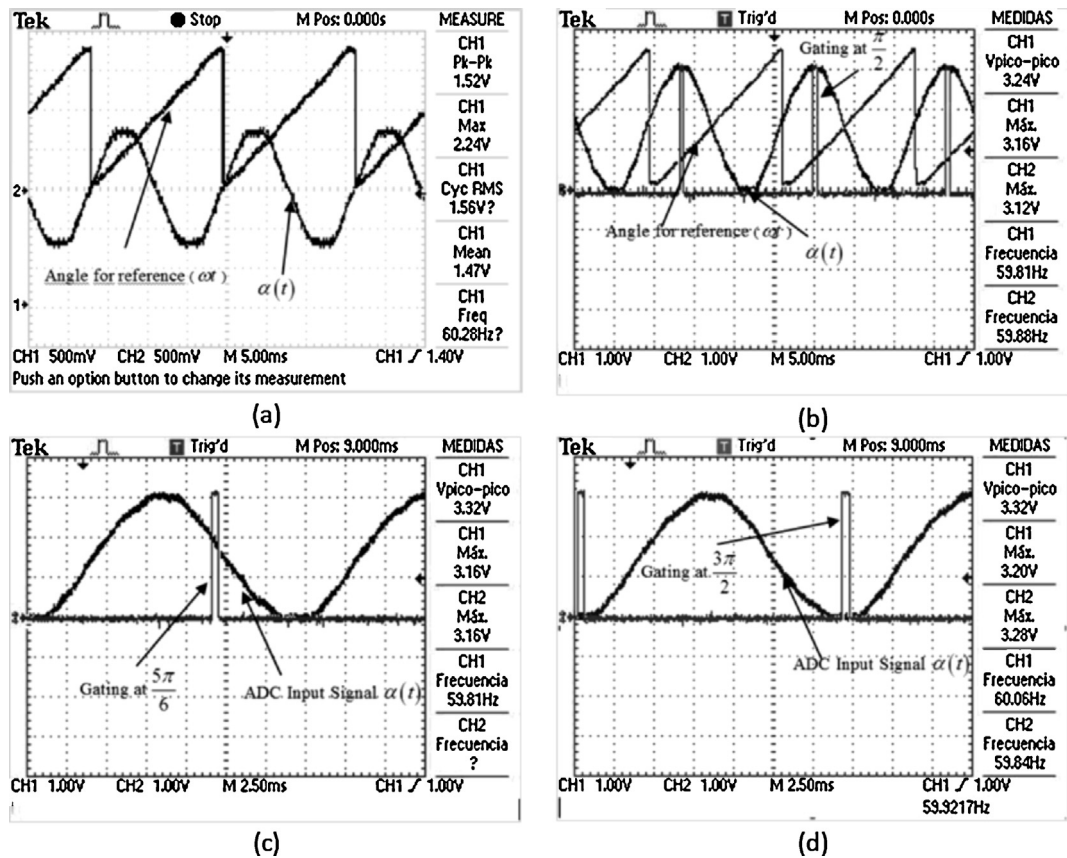 Tek Stop M Pos: 0.000s MEASURE
CH1
Pk-Pk
1.52V
CH1
Max
2.24V
CH1
Cyc RMS
1.56V?
CH1
Mean
1.47V
CH1
Freq
60.28Hz?
2
1
Angle for reference (ωt)
α(t)
CH1 500mV CH2 500mV M 5.00ms CH1 1.40V
Push an option button to change its measurement
(a)
Tek T Trig'd M Pos: 0.000s MEDIDAS
CH1
Vpico-pico
3.24V
CH1
Máx.
3.16V
CH2
Máx.
3.12V
CH1
Frecuencia
59.81Hz
CH2
Frecuencia
59.88Hz
Gating at π/2
Angle for reference (ωt)
α(t)
CH1 1.00V CH2 1.00V M 5.00ms CH1 1.00V
(b)
Tek T Trig'd M Pos: 9.000ms MEDIDAS
CH1
Vpico-pico
3.32V
CH1
Máx.
3.16V
CH2
Máx.
3.16V
CH1
Frecuencia
59.81Hz
CH2
Frecuencia
?
Gating at 5π/6
ADC Input Signal α(t)
CH1 1.00V CH2 1.00V M 2.50ms CH1 1.00V
(c)
Tek T Trig'd M Pos: 9.000ms MEDIDAS
CH1
Vpico-pico
3.32V
CH1
Máx.
3.20V
CH2
Máx.
3.28V
CH1
Frecuencia
60.06Hz
CH2
Frecuencia
59.84Hz
Gating at 3π/2
ADC Input Signal α(t)
CH1 1.00V CH2 1.00V M 2.50ms CH1 1.00V
59.9217Hz
(d)